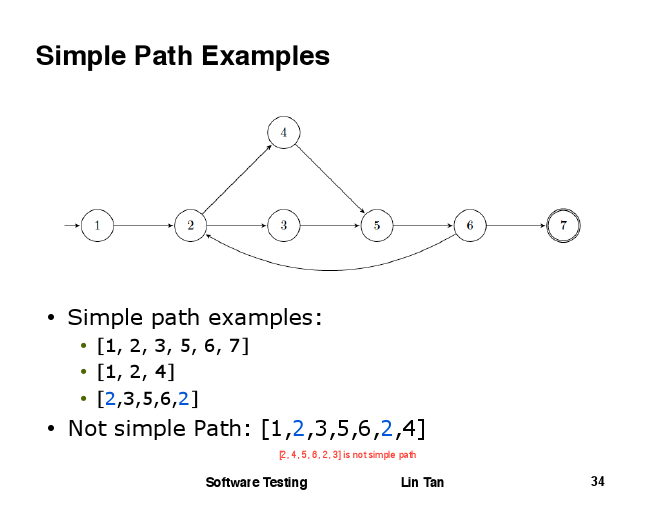 Simple Path Examples
4
1 2 3 5 6 7
• Simple path examples:
• [1, 2, 3, 5, 6, 7]
• [1, 2, 4]
• [2,3,5,6,2]
• Not simple Path: [1,2,3,5,6,2,4]
[2, 4, 5, 6, 2, 3] is not simple path
Software Testing Lin Tan 34